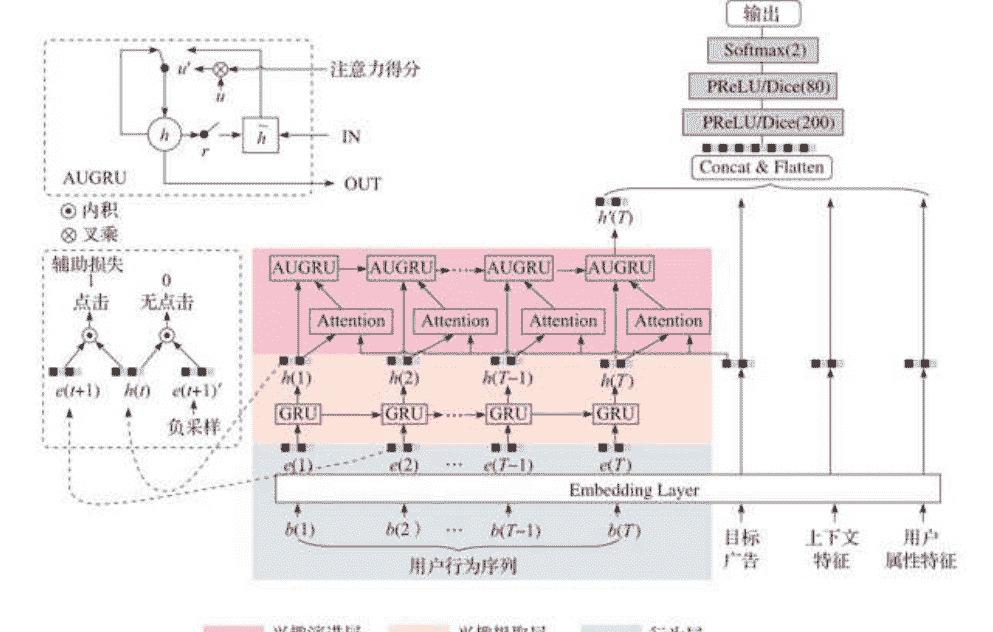 输出
Softmax(2)
PReLU/Dice(80)
PReLU/Dice(200)
Concat & Flatten
注意力得分
u'
u
h
r
h̃
IN
OUT
AUGRU
内积
叉乘
h'(T)
辅助损失
1 0
点击 无点击
e(t+1) h(t) e(t+1)'
负采样
AUGRU AUGRU ... AUGRU AUGRU
Attention Attention Attention Attention
h(1) h(2) h(T-1) h(T)
GRU GRU ... GRU GRU
e(1) e(2) ... e(T-1) e(T)
Embedding Layer
b(1) b(2) ... b(T-1) b(T)
用户行为序列
目标
广告
上下文
特征
用户
属性特征